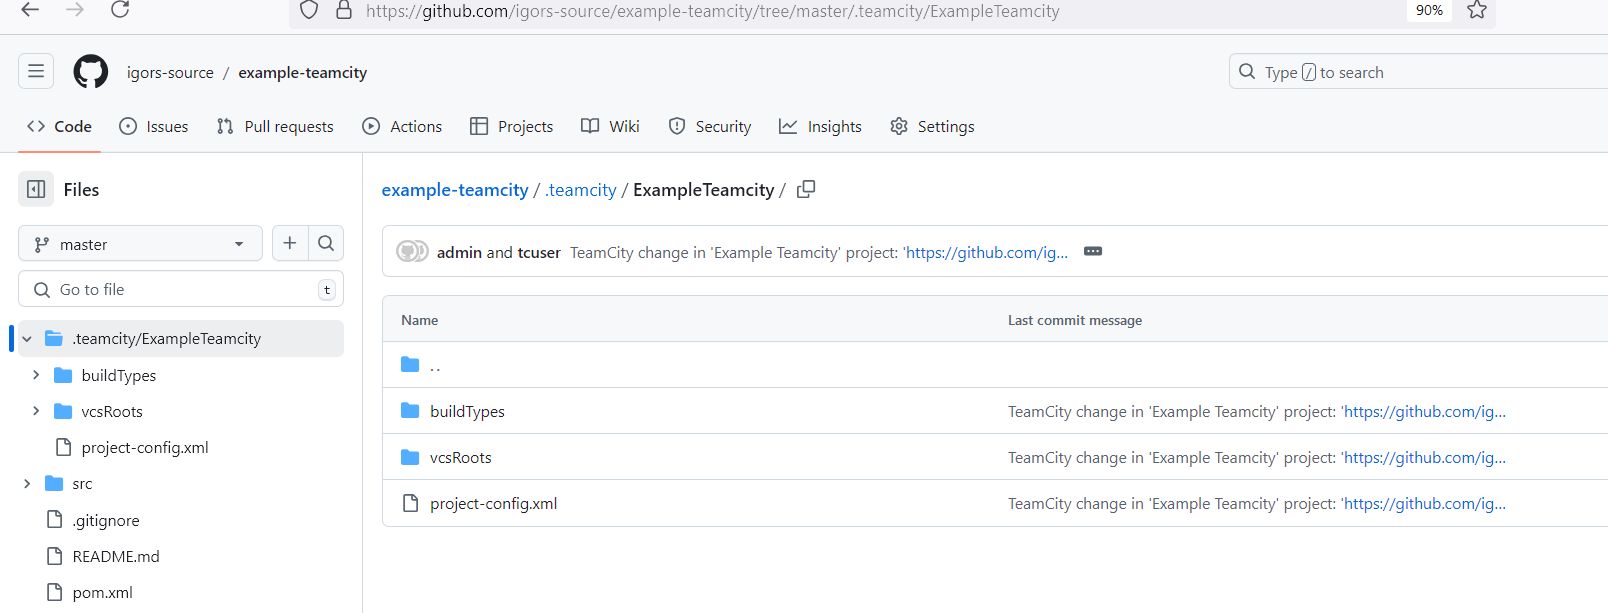 https://github.com/igors-source/example-teamcity/tree/master/.teamcity/ExampleTeamcity 90%
igors-source / example-teamcity Type / to search
Code Issues Pull requests Actions Projects Wiki Security Insights Settings
Files
master
Go to file t
.teamcity/ExampleTeamcity
buildTypes
vcsRoots
project-config.xml
src
.gitignore
README.md
pom.xml
example-teamcity / .teamcity / ExampleTeamcity /
admin and tcuser TeamCity change in 'Example Teamcity' project: 'https://github.com/ig... ...
Name Last commit message
..
buildTypes TeamCity change in 'Example Teamcity' project: 'https://github.com/ig...
vcsRoots TeamCity change in 'Example Teamcity' project: 'https://github.com/ig...
project-config.xml TeamCity change in 'Example Teamcity' project: 'https://github.com/ig...